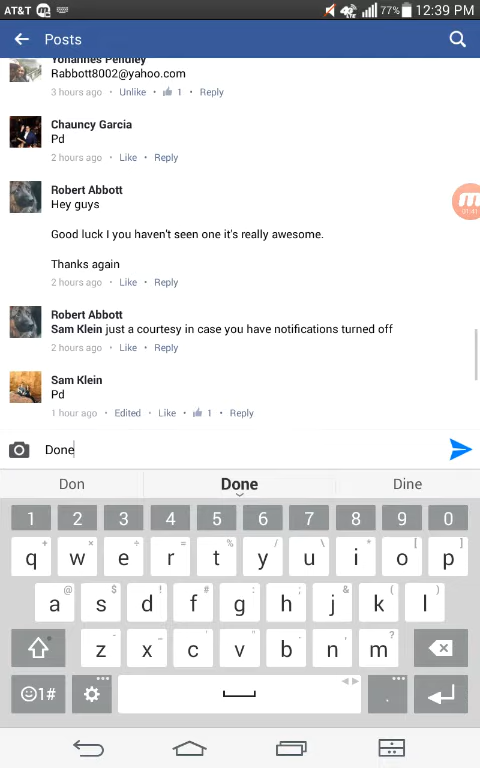 AT&T 77% 12:39 PM
Posts
Yohannes Pendley
Rabbott8002@yahoo.com
3 hours ago • Unlike • 1 • Reply
Chauncy Garcia
Pd
2 hours ago • Like • Reply
Robert Abbott
Hey guys
Good luck I you haven't seen one it's really awesome.
Thanks again
2 hours ago • Like • Reply
Robert Abbott
Sam Klein just a courtesy in case you have notifications turned off
2 hours ago • Like • Reply
Sam Klein
Pd
1 hour ago • Edited • Like • 1 • Reply
Done
Don Done Dine
1 2 3 4 5 6 7 8 9 0
+ × ÷ = % / \ * [ ]
q w e r t y u i o p
@ $ ! # : ; & ( )
a s d f g h j k l
- _ ' " . , ?
z x c v b n m
1# .